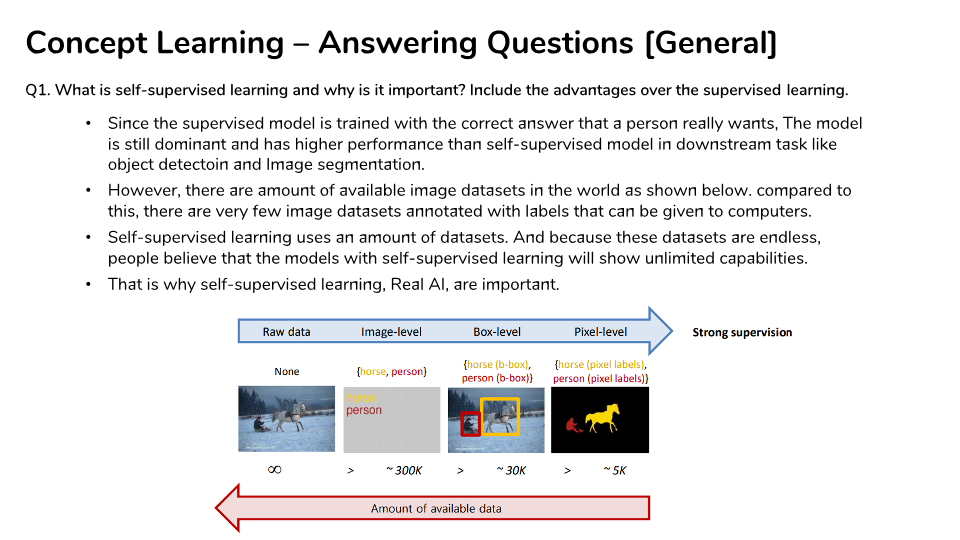 Concept Learning – Answering Questions [General]
Q1. What is self-supervised learning and why is it important? Include the advantages over the supervised learning.
• Since the supervised model is trained with the correct answer that a person really wants, The model
is still dominant and has higher performance than self-supervised model in downstream task like
object detectoin and Image segmentation.
• However, there are amount of available image datasets in the world as shown below. compared to
this, there are very few image datasets annotated with labels that can be given to computers.
• Self-supervised learning uses an amount of datasets. And because these datasets are endless,
people believe that the models with self-supervised learning will show unlimited capabilities.
• That is why self-supervised learning, Real AI, are important.
Raw data Image-level Box-level Pixel-level Strong supervision
None {horse, person} {horse (b-box), {horse (pixel labels),
person (b-box)} person (pixel labels)}
horse
person
∞ > ~300K > ~30K > ~5K
Amount of available data